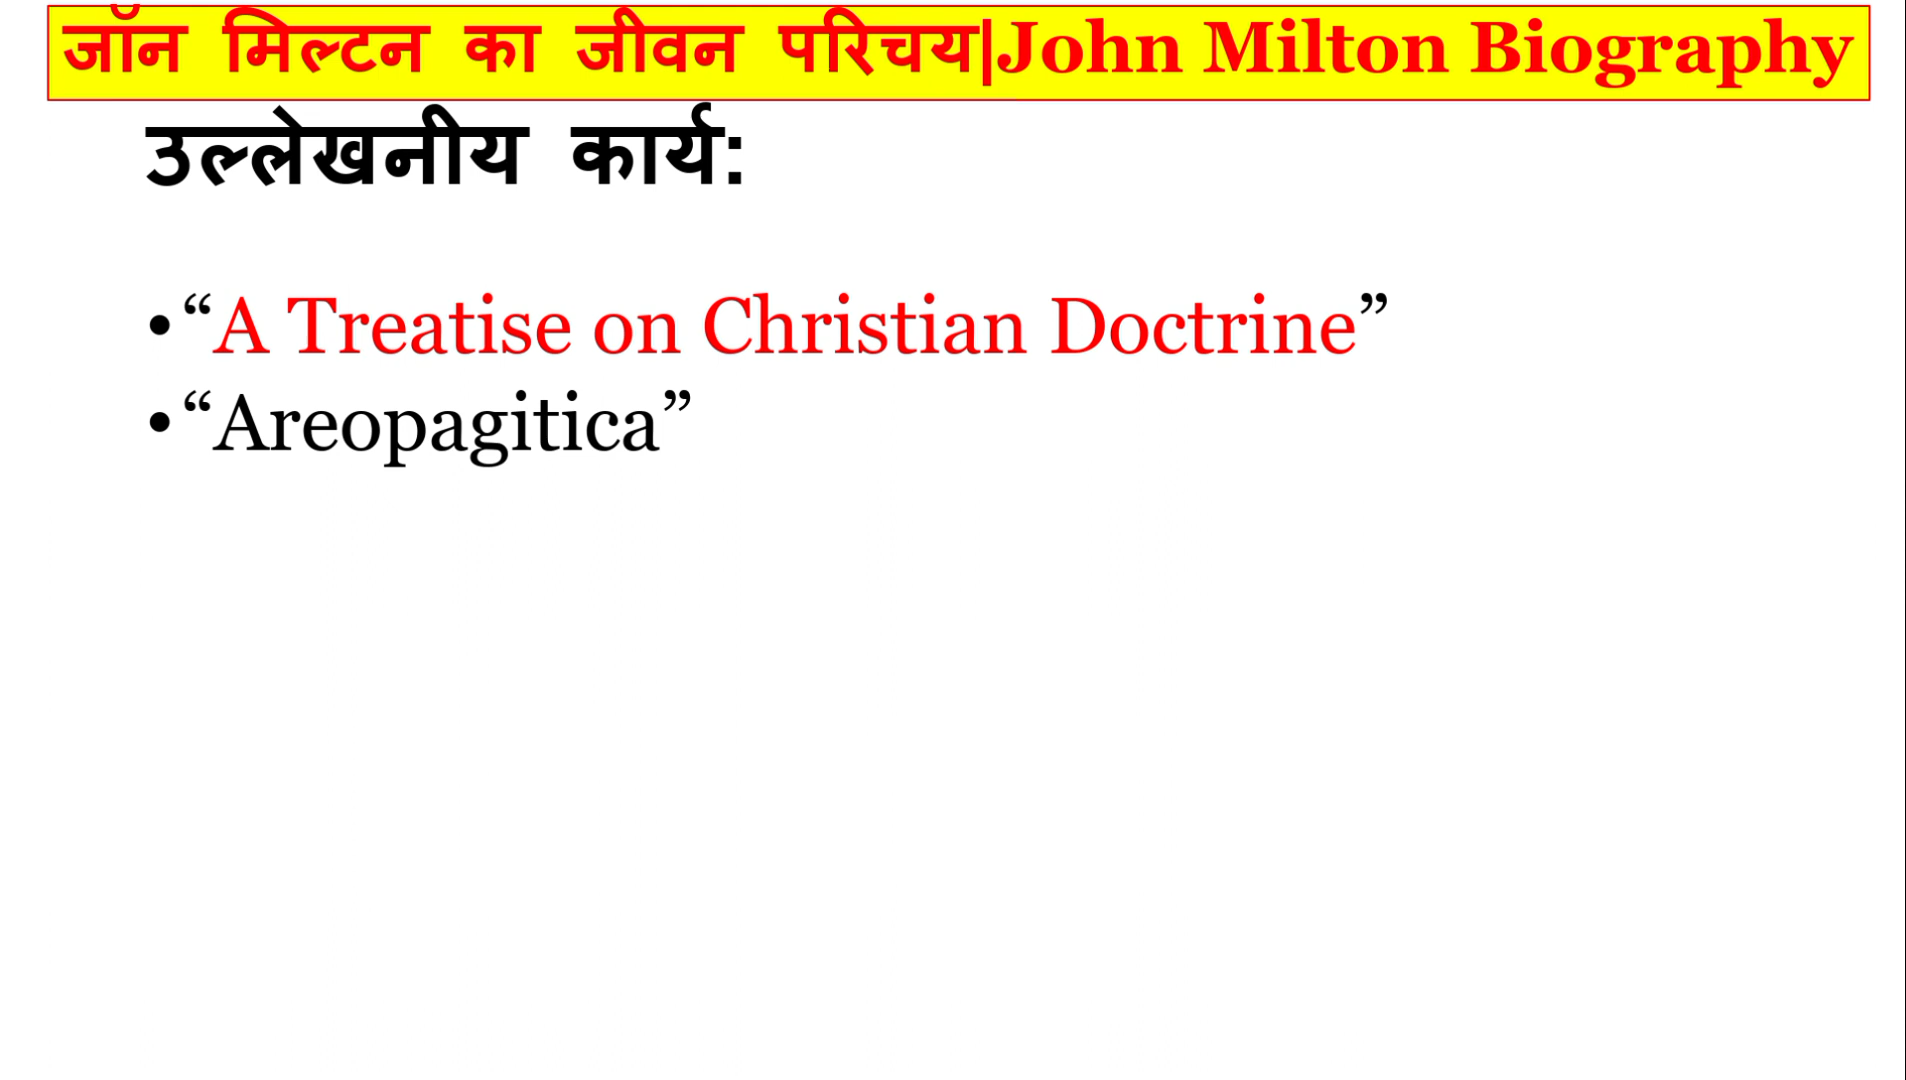 जॉन मिल्टन का जीवन परिचय|John Milton Biography
उल्लेखनीय कार्य:
•“A Treatise on Christian Doctrine”
•“Areopagitica”